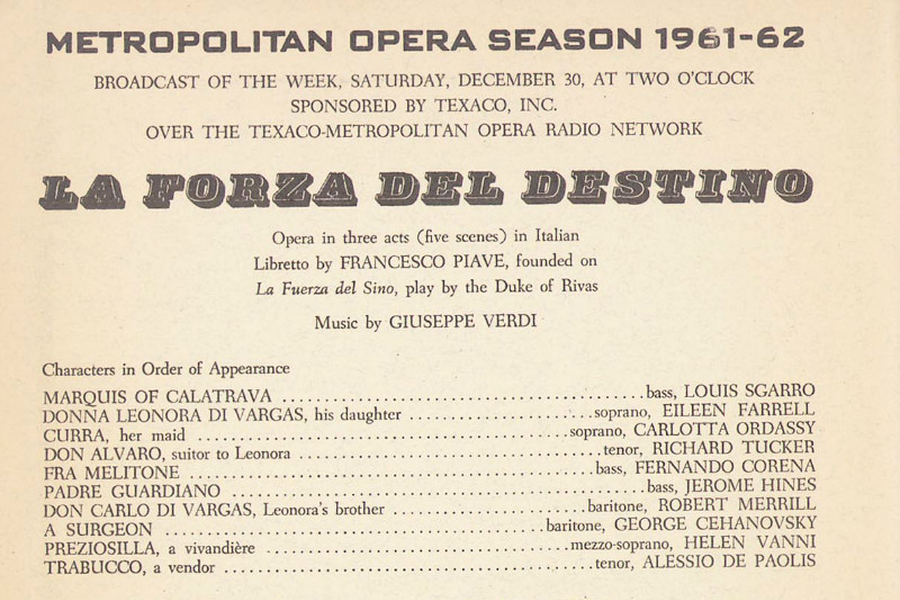 METROPOLITAN OPERA SEASON 1961-62
BROADCAST OF THE WEEK, SATURDAY, DECEMBER 30, AT TWO O'CLOCK
SPONSORED BY TEXACO, INC.
OVER THE TEXACO-METROPOLITAN OPERA RADIO NETWORK
LA FORZA DEL DESTINO
Opera in three acts (five scenes) in Italian
Libretto by FRANCESCO PIAVE, founded on
La Fuerza del Sino, play by the Duke of Rivas
Music by GIUSEPPE VERDI
Characters in Order of Appearance
MARQUIS OF CALATRAVA ........................................bass, LOUIS SGARRO
DONNA LEONORA DI VARGAS, his daughter ....................soprano, EILEEN FARRELL
CURRA, her maid ..........................................soprano, CARLOTTA ORDASSY
DON ALVARO, suitor to Leonora .................................tenor, RICHARD TUCKER
FRA MELITONE .............................................bass, FERNANDO CORENA
PADRE GUARDIANO .............................................bass, JEROME HINES
DON CARLO DI VARGAS, Leonora's brother .....................baritone, ROBERT MERRILL
A SURGEON ..........................................baritone, GEORGE CEHANOVSKY
PREZIOSILLA, a vivandière .................................mezzo-soprano, HELEN VANNI
TRABUCCO, a vendor ..........................................tenor, ALESSIO DE PAOLIS